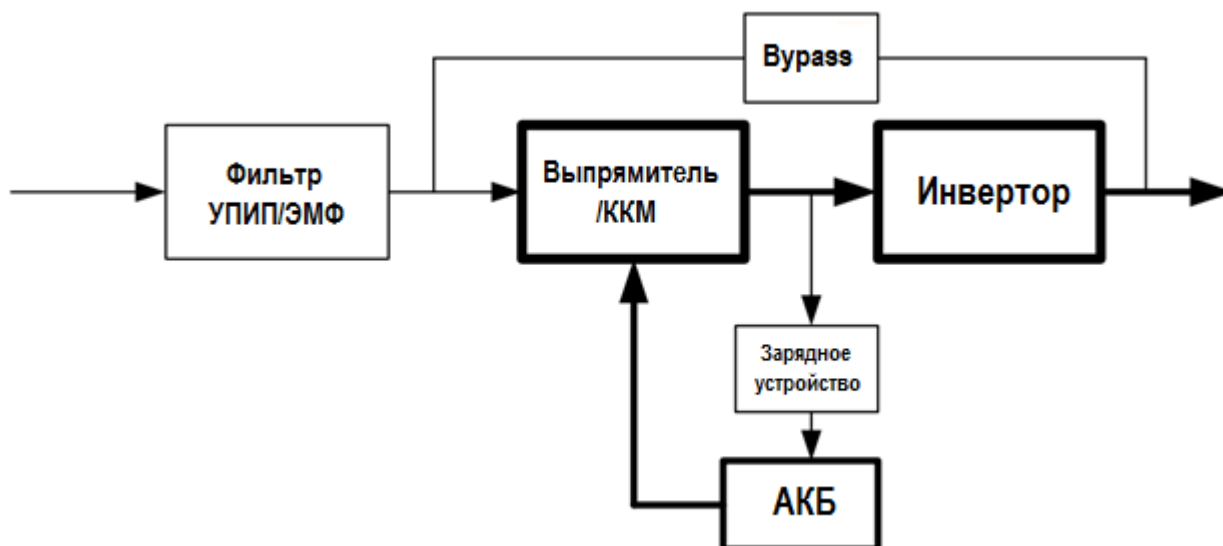 Bypass
Фильтр
УПИП/ЭМФ
Выпрямитель
/ККМ
Инвертор
Зарядное
устройство
АКБ